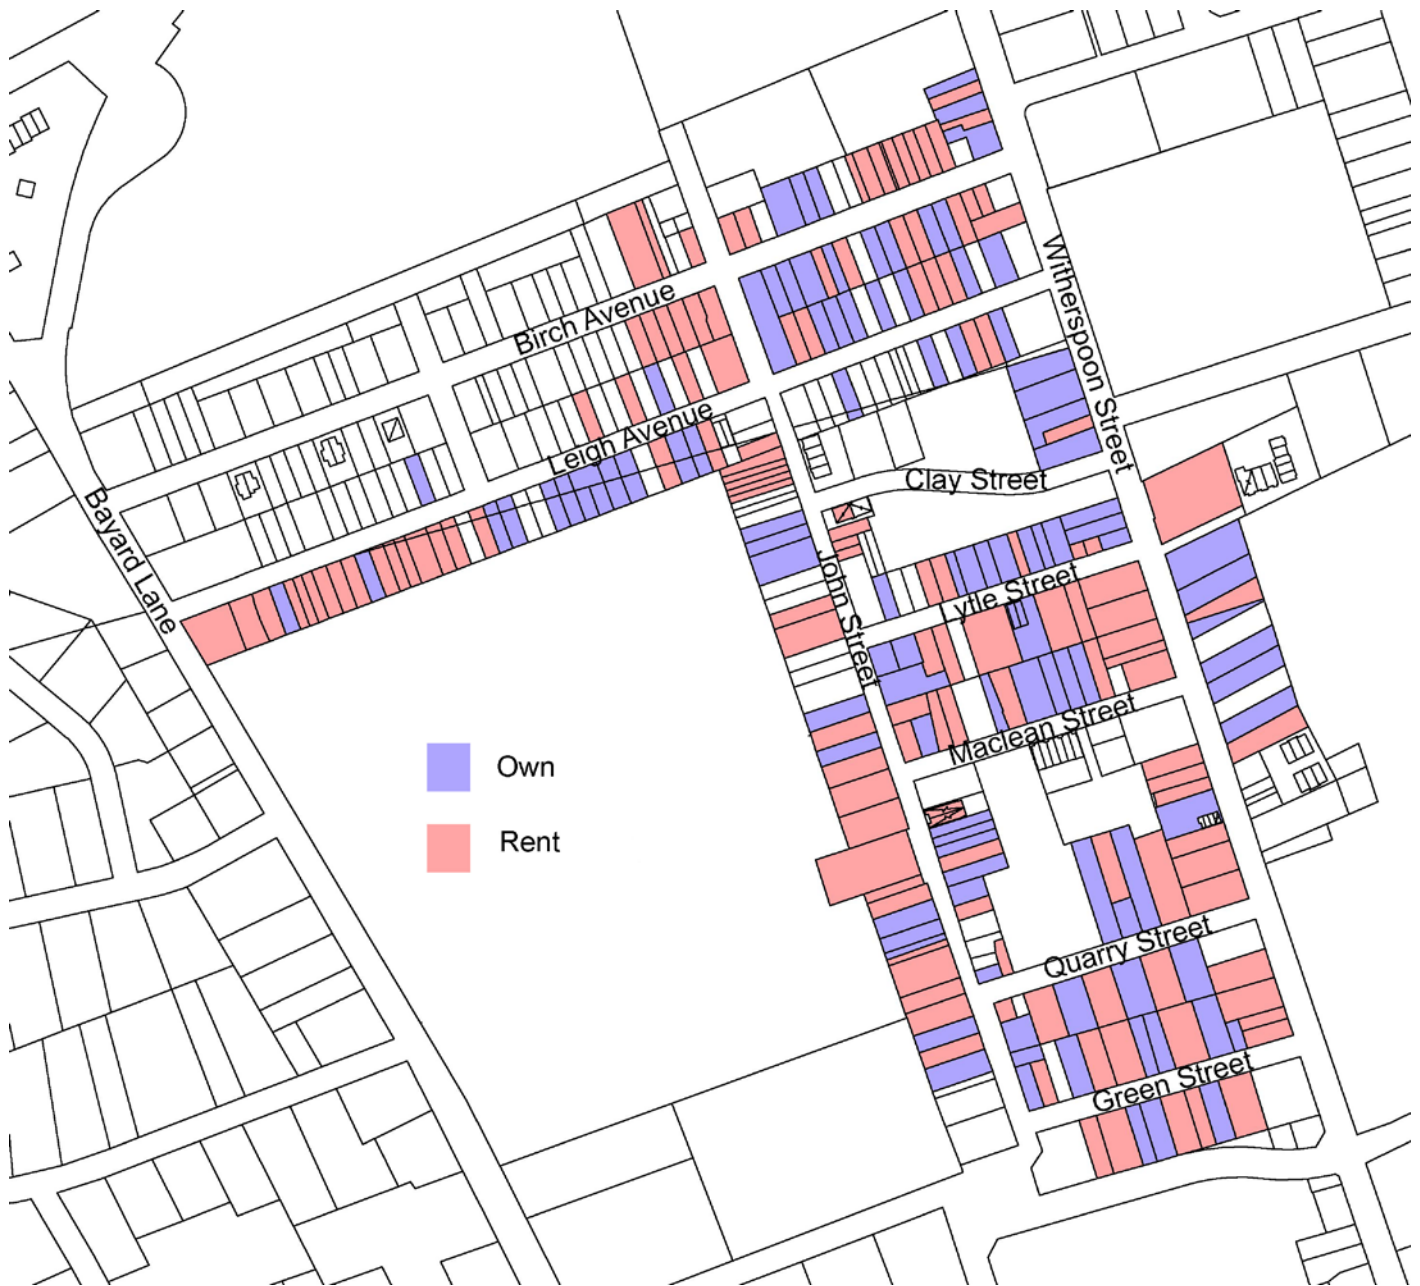 Witherspoon Street
Birch Avenue
Leigh Avenue
Clay Street
Bayard Lane
John Street
Lytle Street
Maclean Street
Own
Rent
Quarry Street
Green Street